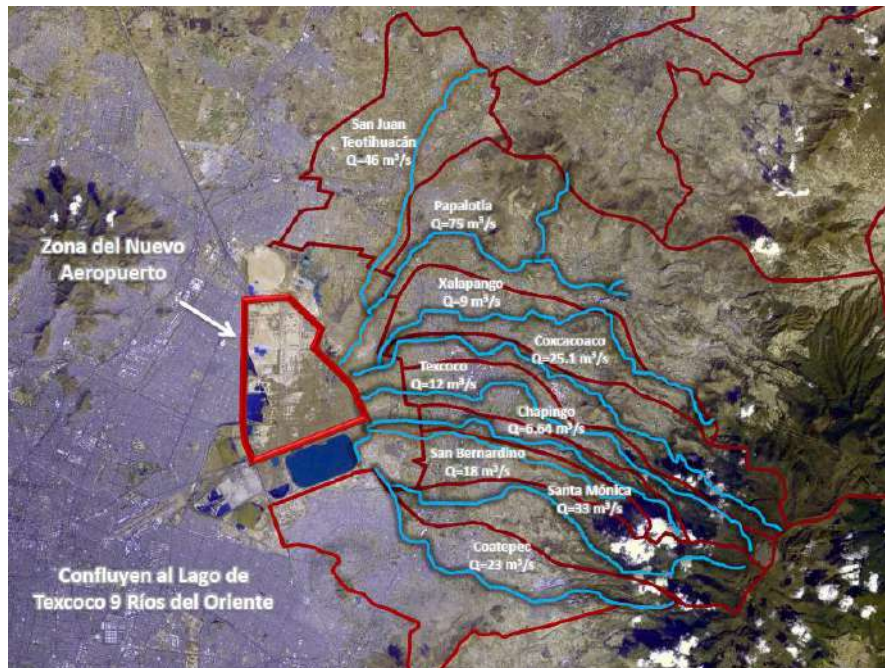 San Juan
Teotihuacán
Q=46 m³/s
Papalotla
Q=75 m³/s
Zona del Nuevo
Aeropuerto
Xalapango
Q=9 m³/s
Coxcacoaco
Q=25.1 m³/s
Texcoco
Q=12 m³/s
Chapingo
Q=6.64 m³/s
San Bernardino
Q=18 m³/s
Santa Mónica
Q=33 m³/s
Coatepec
Q=23 m³/s
Confluyen al Lago de
Texcoco 9 Ríos del Oriente